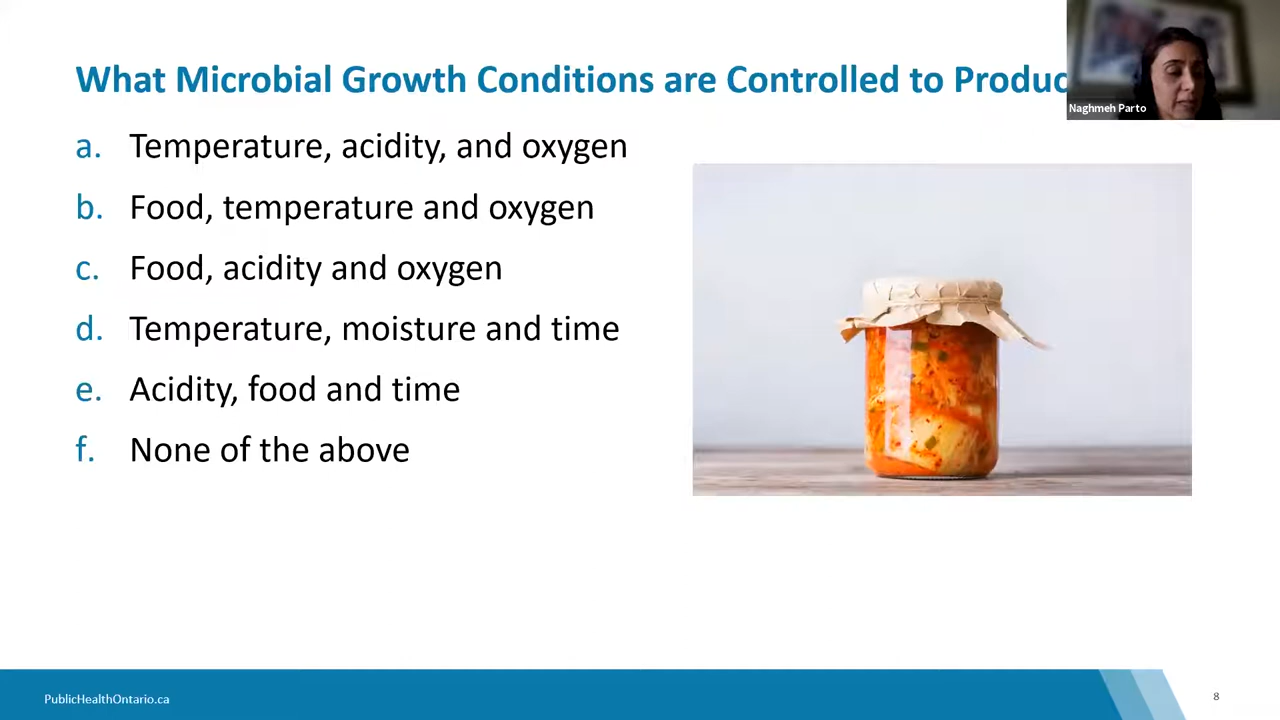 What Microbial Growth Conditions are Controlled to
Naghmeh Parto
a. Temperature, acidity, and oxygen
b. Food, temperature and oxygen
c. Food, acidity and oxygen
d. Temperature, moisture and time
e. Acidity, food and time
f. None of the above
PublicHealthOntario.ca
8